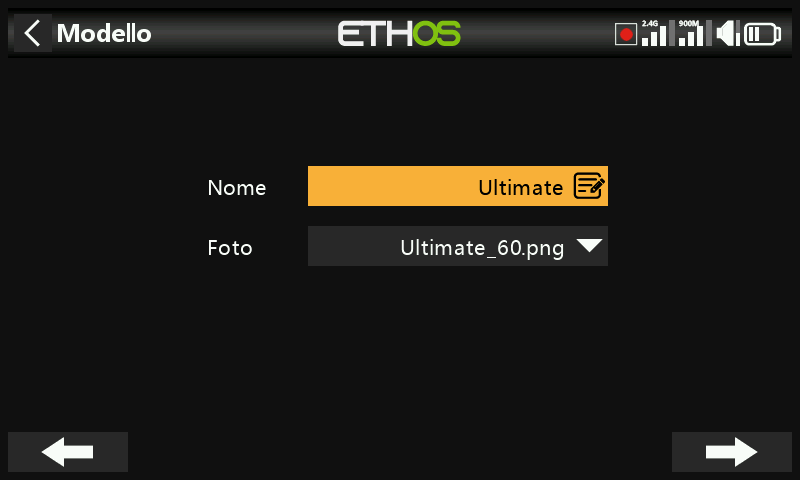 Modello
ETHOS
2.4G
900M
Nome
Ultimate
Foto
Ultimate_60.png